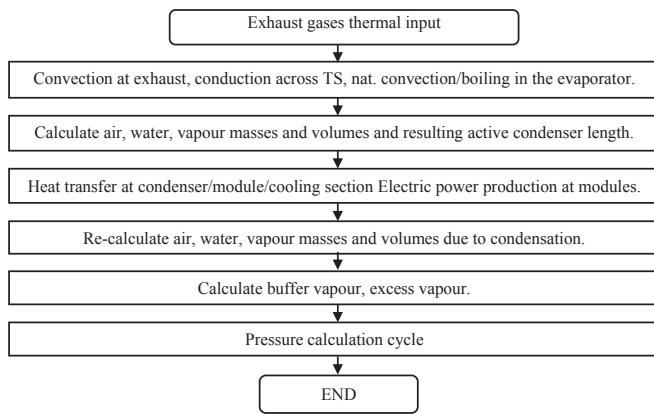 Exhaust gases thermal input
Convection at exhaust, conduction across TS, nat. convection/boiling in the evaporator.
Calculate air, water, vapour masses and volumes and resulting active condenser length.
Heat transfer at condenser/module/cooling section Electric power production at modules.
Re-calculate air, water, vapour masses and volumes due to condensation.
Calculate buffer vapour, excess vapour.
Pressure calculation cycle
END